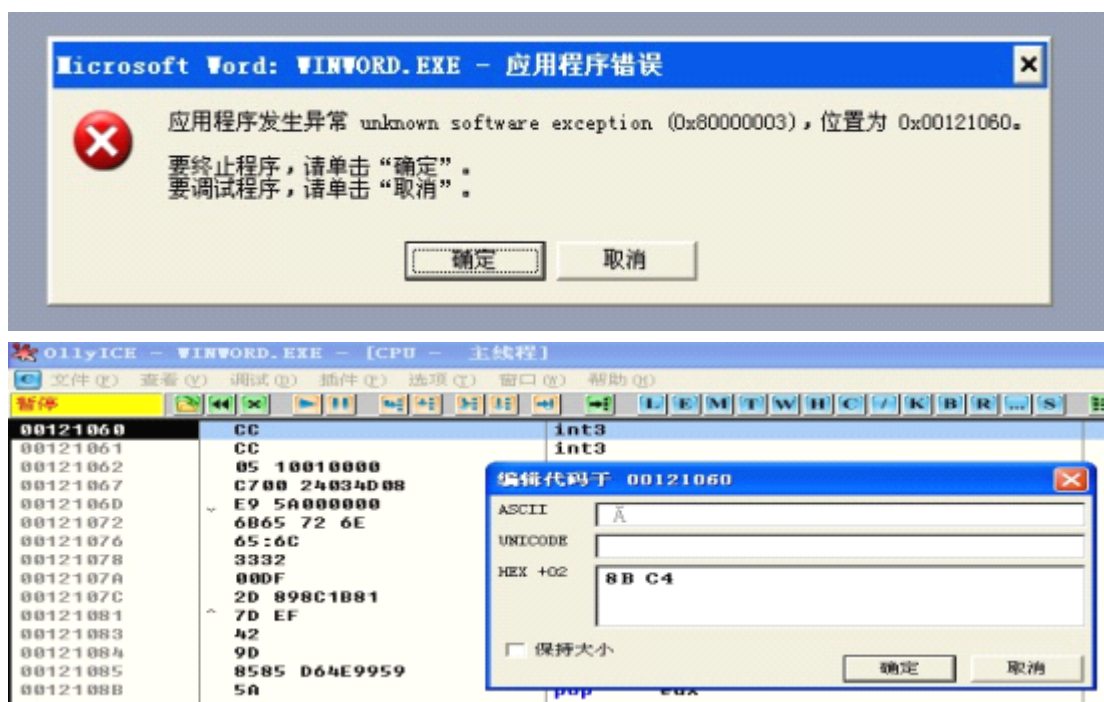 Microsoft Word: WINWORD.EXE - 应用程序错误
应用程序发生异常 unknown software exception (0x80000003)，位置为 0x00121060。
要终止程序，请单击“确定”。
要调试程序，请单击“取消”。
确定 取消
OllyICE - WINWORD.EXE - [CPU - 主线程]
C 文件(F) 查看(V) 调试(D) 插件(P) 选项(T) 窗口(W) 帮助(H)
暂停 L E M T W H C / K B R ... S
00121060 CC int3
00121061 CC int3
00121062 05 10010000
00121067 C700 24034D08
0012106D E9 5A000000
00121072 6B65 72 6E
00121076 65:6C
00121078 3332
0012107A 00DF
0012107C 2D 898C1B81
00121081 7D EF
00121083 42
00121084 9D
00121085 8585 D64E9959
0012108B 5A pop edx
编辑代码于 00121060
ASCII
UNICODE
HEX +02 8B C4
保持大小
确定 取消